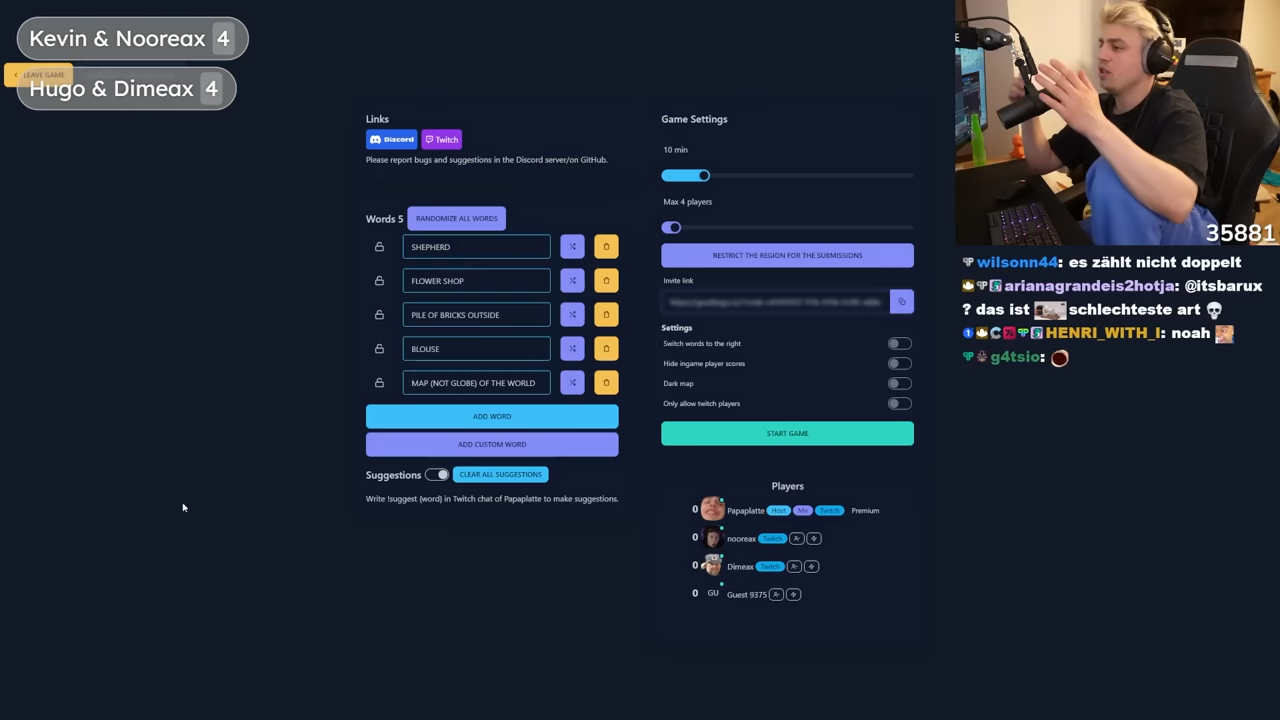 Kevin & Nooreax 4
LEAVE GAME
Hugo & Dimeax 4
Links
Discord
Twitch
Please report bugs and suggestions in the Discord server/on GitHub.
Words 5
RANDOMIZE ALL WORDS
SHEPHERD
FLOWER SHOP
PILE OF BRICKS OUTSIDE
BLOUSE
MAP (NOT GLOBE) OF THE WORLD
ADD WORD
ADD CUSTOM WORD
Suggestions
CLEAR ALL SUGGESTIONS
Write !suggest {word} in Twitch chat of Papaplatte to make suggestions.
Game Settings
10 min
Max 4 players
RESTRICT THE REGION FOR THE SUBMISSIONS
Invite link
Settings
Switch words to the right
Hide ingame player scores
Dark map
Only allow twitch players
START GAME
Players
0 Papaplatte Host Me Twitch Premium
0 nooreax Twitch
0 Dimeax Twitch
0 GU Guest 9375
E
35881
wilsonn44: es zählt nicht doppelt
arianagrandeis2hotja: @itsbarux
? das ist schlechteste art
HENRI_WITH_I: noah
g4tsio: